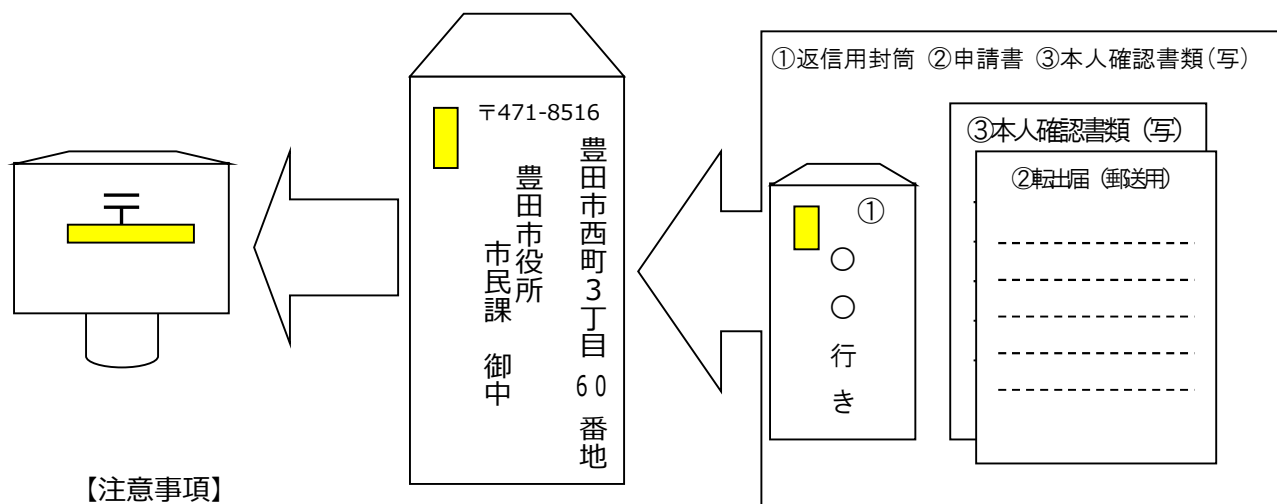 ①返信用封筒 ②申請書 ③本人確認書類(写)
③本人確認書類（写）
②転出届（郵送用）
①
○○行き
〒471-8516
豊田市西町３丁目６０番地
豊田市役所
市民課　御中
〒
【注意事項】